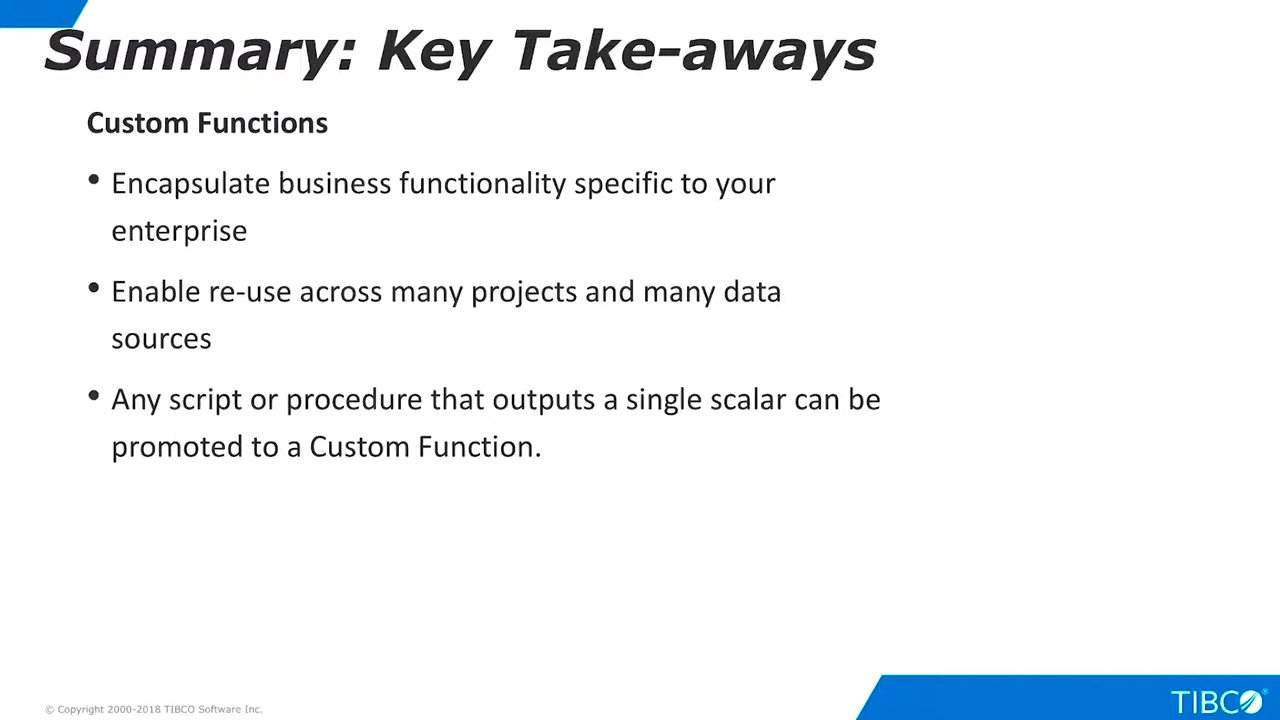 Summary: Key Take-aways
Custom Functions
• Encapsulate business functionality specific to your
enterprise
• Enable re-use across many projects and many data
sources
• Any script or procedure that outputs a single scalar can be
promoted to a Custom Function.
© Copyright 2000-2018 TIBCO Software Inc.
TIBCO®